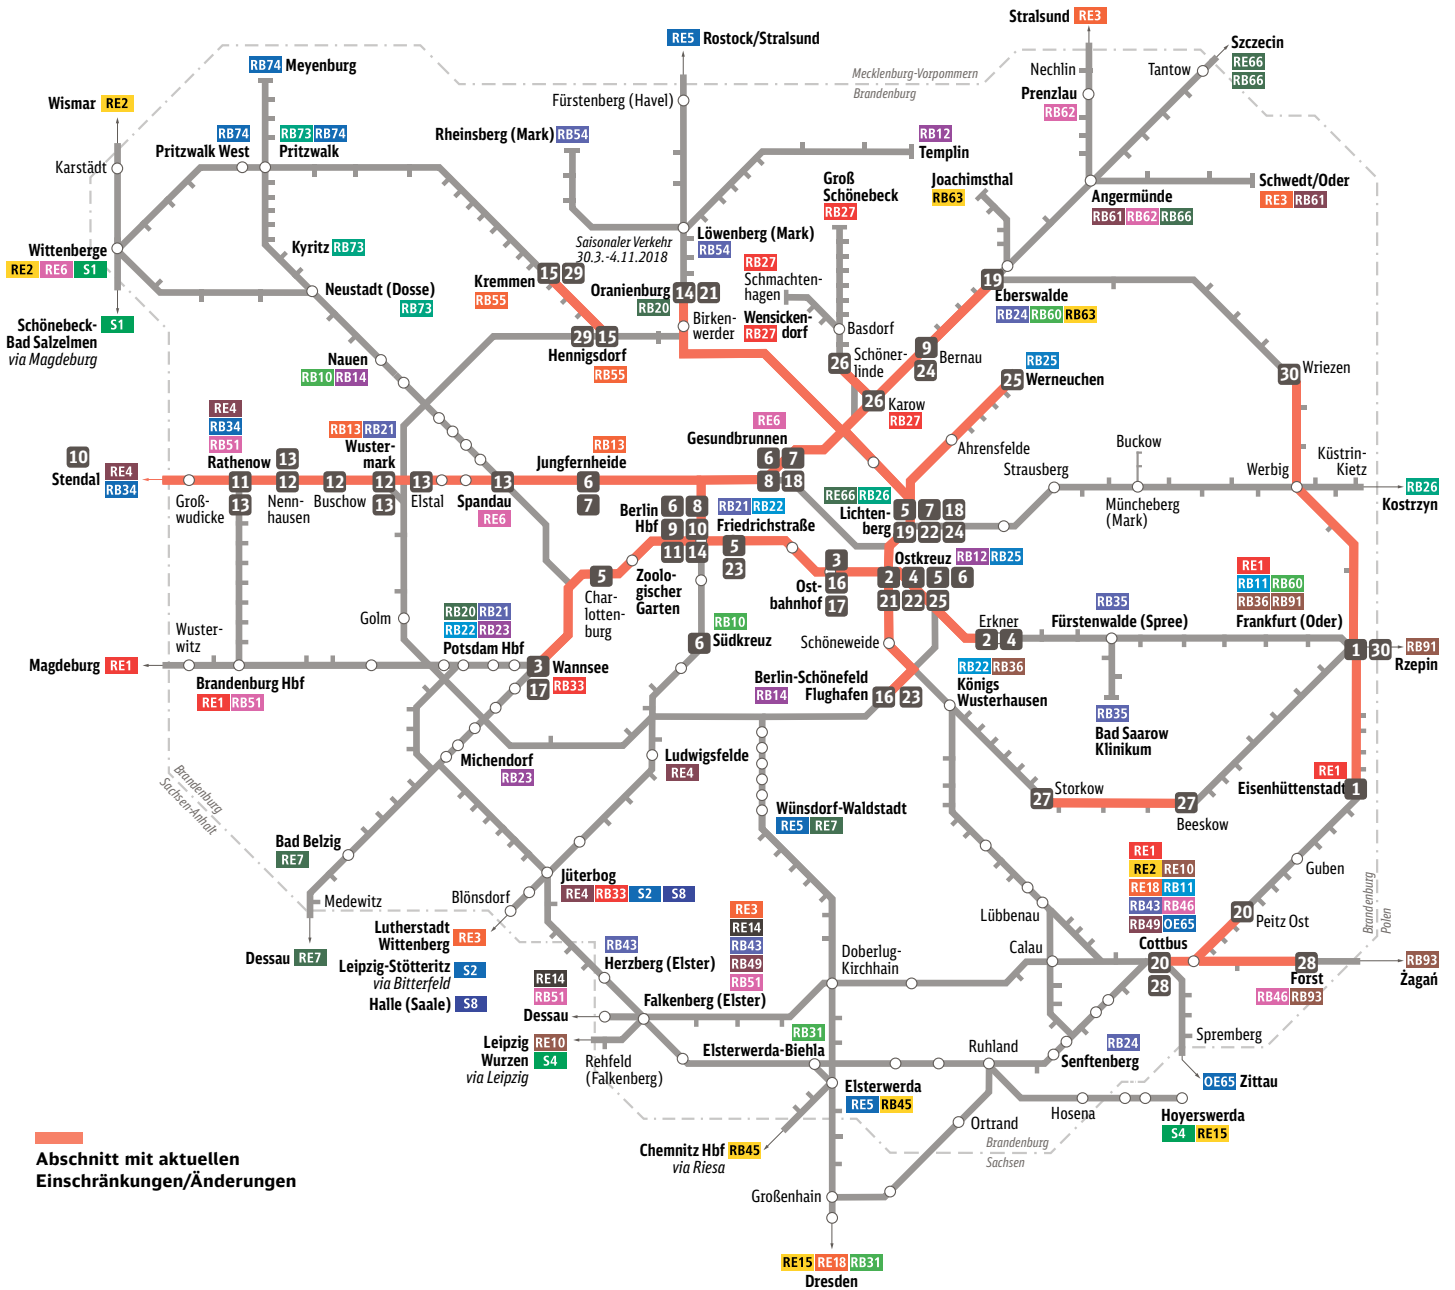 Stralsund RE3
RE5 Rostock/Stralsund
Szczecin
RE66
RB66
RB74 Meyenburg
Mecklenburg-Vorpommern
Brandenburg
Nechlin
Tantow
Prenzlau
RB62
Wismar RE2
Fürstenberg (Havel)
RB74
Pritzwalk West
RB73 RB74
Pritzwalk
Rheinsberg (Mark) RB54
RB12
Templin
Karstädt
Groß
Schönebeck
RB27
Joachimsthal
RB63
Schwedt/Oder
RE3 RB61
Angermünde
RB61 RB62 RB66
Wittenberge
RE2 RE6 S1
Kyritz RB73
Saisonaler Verkehr
30.3.-4.11.2018
Löwenberg (Mark)
RB54
RB27
Schmachten-
hagen
Wensicken-
dorf
RB27
Basdorf
Neustadt (Dosse)
RB73
Kremmen
RB55
15 29
Oranienburg
RB20
14 21
Birken-
werder
19
Eberswalde
RB24 RB60 RB63
Schönebeck-
Bad Salzelmen
via Magdeburg
S1
29 15
Hennigsdorf
RB55
26
Schöner-
linde
9
24
Bernau
Nauen
RB10 RB14
26
Karow
RB27
RB25
25 Werneuchen
30 Wriezen
RE4
RB34
RB51
Rathenow
11
13
RB13 RB21
Wuster-
mark
12
13
RB13
Jungfernheide
6
7
RE6
Gesundbrunnen
6 7
8 18
Ahrensfelde
Strausberg
Buckow
Müncheberg
(Mark)
Werbig
Küstrin-
Kietz
RB26
Kostrzyn
10
Stendal
RE4
RB34
Groß-
wudicke
13
12
Nenn-
hausen
12
Buschow
13
Elstal
13
Spandau
RE6
RE66 RB26
Lichten-
berg
5 7 18
19 22 24
Berlin
Hbf
6 8
9 10
11 14
RB21 RB22
Friedrichstraße
5
23
Zoolo-
gischer
Garten
5
Char-
lotten-
burg
3
16
17
Ost-
bahnhof
Ostkreuz RB12 RB25
2 4 5 6
21 22 25
RE1
RB11 RB60
RB36 RB91
Frankfurt (Oder)
1 30
RB91
Rzepin
Golm
RB20 RB21
RB22 RB23
Potsdam Hbf
RB10
6 Südkreuz
Schöneweide
Erkner
2 4
RB35
Fürstenwalde (Spree)
Wuster-
witz
Magdeburg RE1
Brandenburg Hbf
RE1 RB51
3
17
Wannsee
RB33
Berlin-Schönefeld
RB14 Flughafen
16 23
RB22 RB36
Königs
Wusterhausen
RB35
Bad Saarow
Klinikum
Michendorf
RB23
Ludwigsfelde
RE4
Brandenburg
Sachsen-Anhalt
RE1
Eisenhüttenstadt
1
27 Storkow
27
Beeskow
Wünsdorf-Waldstadt
RE5 RE7
Bad Belzig
RE7
Medewitz
Dessau RE7
Jüterbog
RE4 RB33 S2 S8
Blönsdorf
Lutherstadt
Wittenberg
RE3
Leipzig-Stötteritz
via Bitterfeld
S2
Halle (Saale) S8
RE1
RE2 RE10
RE18 RB11
RB43 RB46
RB49 OE65
Cottbus
20
28
Guben
20 Peitz Ost
Brandenburg
Polen
Lübbenau
Calau
RE3
RE14
RB43
RB49
RB51
Falkenberg (Elster)
RB43
Herzberg (Elster)
Doberlug-
Kirchhain
28
Forst
RB46 RB93
RB93
Żagań
RE14
RB51
Dessau
Leipzig RE10
Wurzen S4
via Leipzig
Rehfeld
(Falkenberg)
RB31
Elsterwerda-Biehla
Elsterwerda
RE5 RB45
Ruhland
RB24
Senftenberg
Spremberg
OE65 Zittau
Hosena
Hoyerswerda
S4 RE15
Ortrand
Brandenburg
Sachsen
Chemnitz Hbf RB45
via Riesa
Großenhain
RE15 RE18 RB31
Dresden
Abschnitt mit aktuellen
Einschränkungen/Änderungen